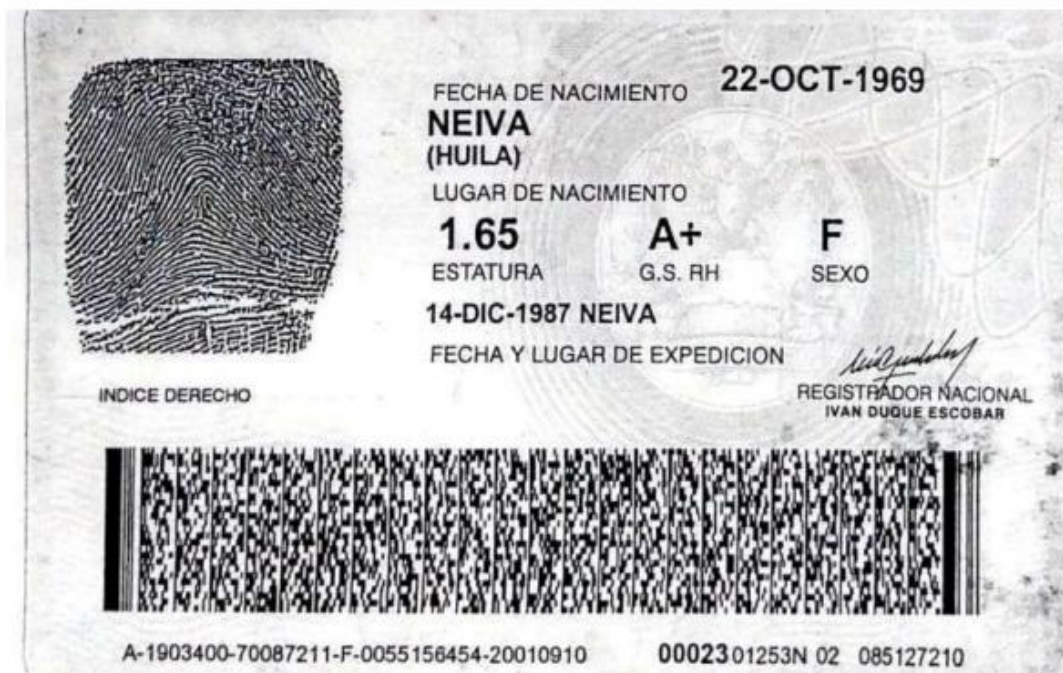 FECHA DE NACIMIENTO 22-OCT-1969
NEIVA
(HUILA)
LUGAR DE NACIMIENTO
1.65 A+ F
ESTATURA G.S. RH SEXO
14-DIC-1987 NEIVA
FECHA Y LUGAR DE EXPEDICION
INDICE DERECHO
REGISTRADOR NACIONAL
IVAN DUQUE ESCOBAR
A-1903400-70087211-F-0055156454-20010910 0002301253N 02 085127210